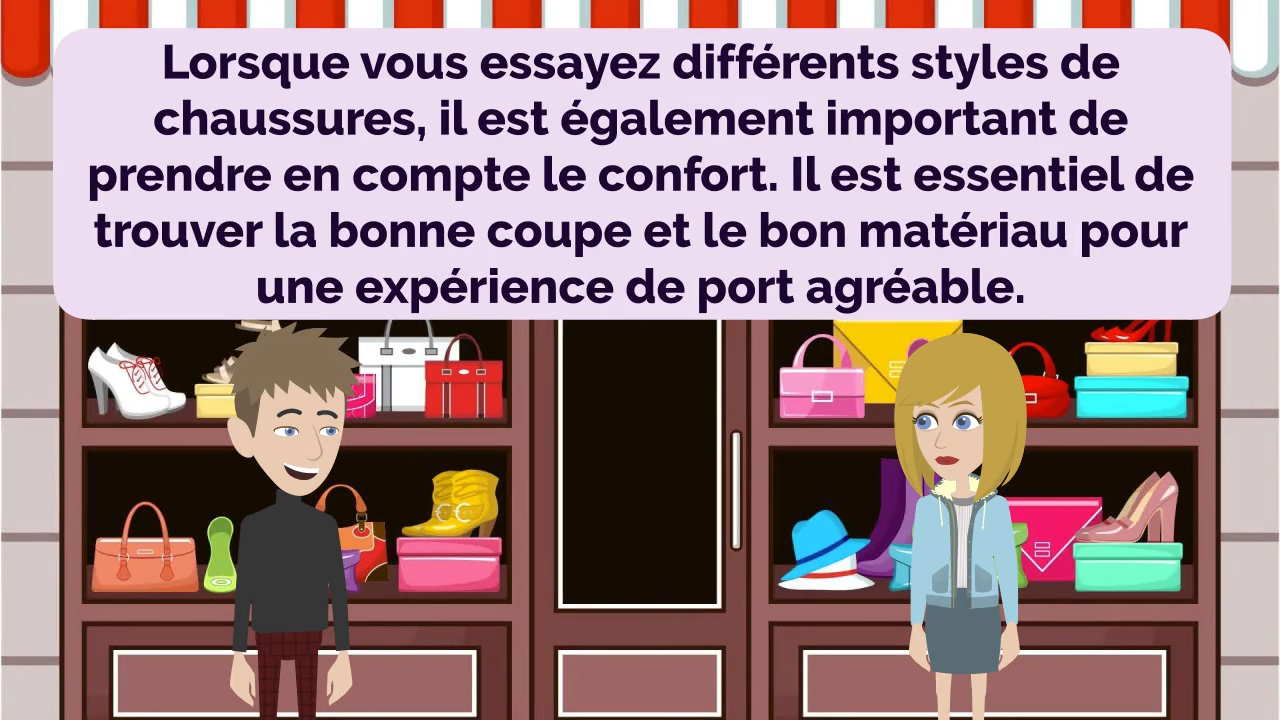 Lorsque vous essayez différents styles de
chaussures, il est également important de
prendre en compte le confort. Il est essentiel de
trouver la bonne coupe et le bon matériau pour
une expérience de port agréable.